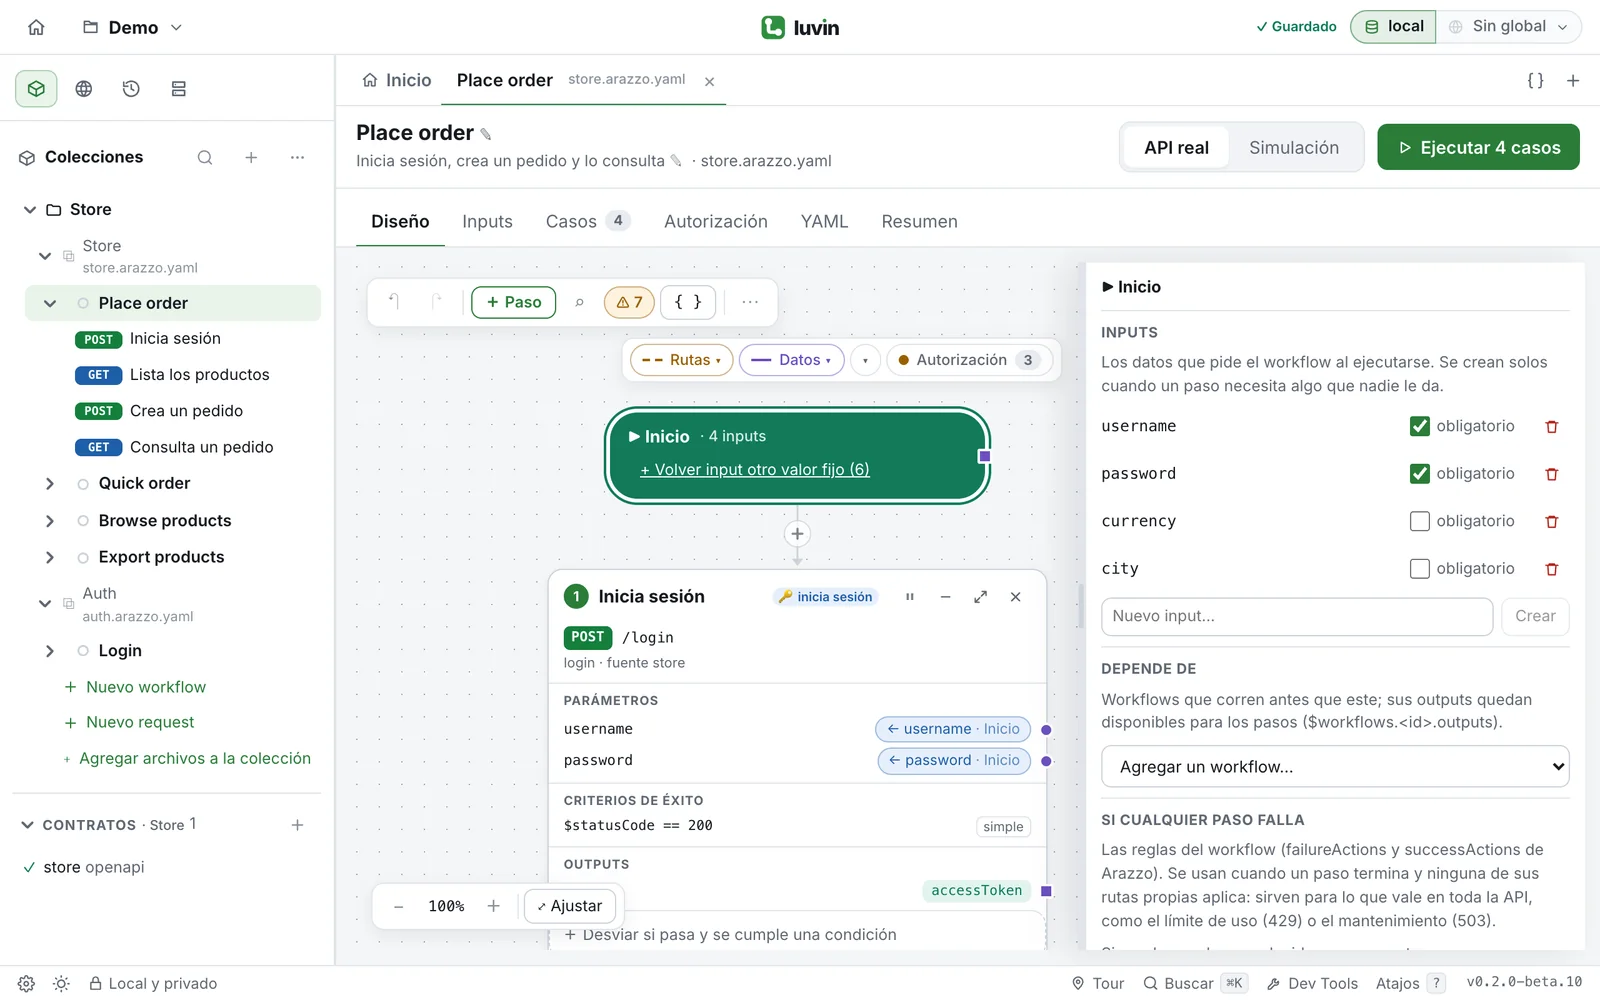 Demo
luvin
✓ Guardado
local
Sin global
Inicio
Place order store.arazzo.yaml
Colecciones
Place order
Inicia sesión, crea un pedido y lo consulta · store.arazzo.yaml
API real
Simulación
Ejecutar 4 casos
Store
Store
store.arazzo.yaml
Place order
POST Inicia sesión
GET Lista los productos
POST Crea un pedido
GET Consulta un pedido
Quick order
Browse products
Export products
Auth
auth.arazzo.yaml
Login
+ Nuevo workflow
+ Nuevo request
+ Agregar archivos a la colección
CONTRATOS · Store 1
✓ store openapi
Diseño
Inputs
Casos 4
Autorización
YAML
Resumen
+ Paso
7
{ }
Rutas
Datos
Autorización 3
Inicio · 4 inputs
+ Volver input otro valor fijo (6)
1 Inicia sesión
inicia sesión
POST /login
login · fuente store
PARÁMETROS
username
← username · Inicio
password
← password · Inicio
CRITERIOS DE ÉXITO
$statusCode == 200
simple
OUTPUTS
accessToken
+ Desviar si pasa y se cumple una condición
− 100% +
Ajustar
Inicio
INPUTS
Los datos que pide el workflow al ejecutarse. Se crean solos
cuando un paso necesita algo que nadie le da.
username obligatorio
password obligatorio
currency obligatorio
city obligatorio
Nuevo input...
Crear
DEPENDE DE
Workflows que corren antes que este; sus outputs quedan
disponibles para los pasos ($workflows.<id>.outputs).
Agregar un workflow...
SI CUALQUIER PASO FALLA
Las reglas del workflow (failureActions y successActions de
Arazzo). Se usan cuando un paso termina y ninguna de sus
rutas propias aplica: sirven para lo que vale en toda la API,
como el límite de uso (429) o el mantenimiento (503).
Local y privado
Tour
Buscar ⌘K
Dev Tools
Atajos ?
v0.2.0-beta.10